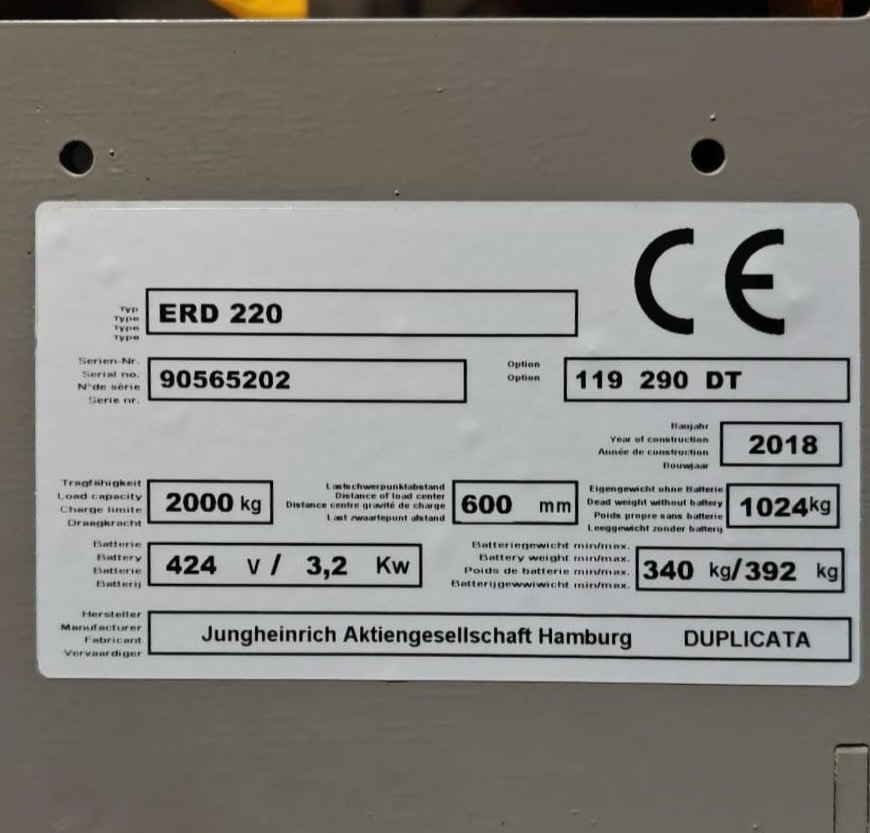 CE
Typ
Type
Type
Type
ERD 220
Serien-Nr.
Serial no.
N°de série
Serie nr.
90565202
Option
Option
119 290 DT
Baujahr
Year of construction
Année de construction
Bouwjaar
2018
Tragfähigkeit
Load capacity
Charge limite
Draagkracht
2000 kg
Lastschwerpunktabstand
Distance of load center
Distance centre gravité de charge
Last zwaartepunt afstand
600 mm
Eigengewicht ohne Batterie
Dead weight without battery
Poids propre sans batterie
Leeggewicht zonder batterij
1024kg
Batterie
Battery
Batterie
Batterij
424 V / 3,2 Kw
Batteriegewicht min/max.
Battery weight min/max.
Poids de batterie min/max.
Batterijgewwiwicht min/max.
340 kg/392 kg
Hersteller
Manufacturer
Fabricant
Vervaardiger
Jungheinrich Aktiengesellschaft Hamburg DUPLICATA